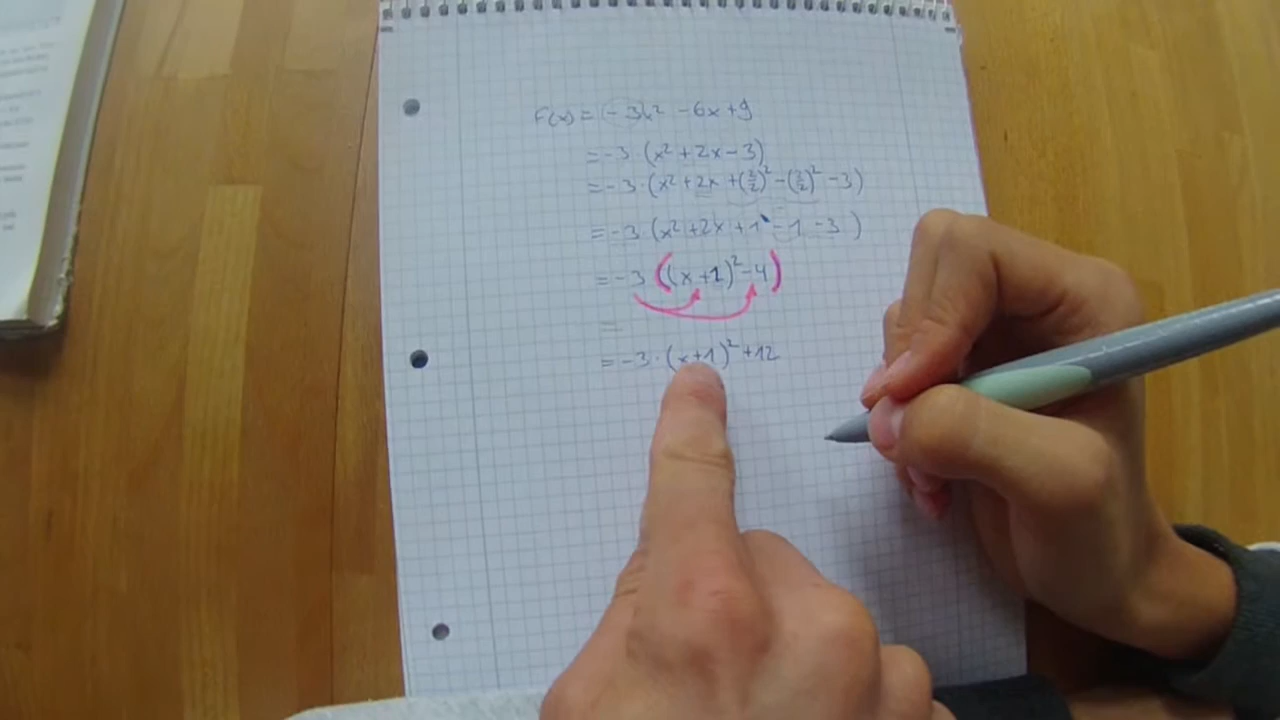 f(x) = -3x² - 6x + 9
= -3 · (x² + 2x - 3)
= -3 · (x² + 2x + (2/2)² - (2/2)² - 3)
= -3 · (x² + 2x + 1 - 1 - 3)
= -3 ((x + 1)² - 4)
=
= -3 · (x + 1)² + 12